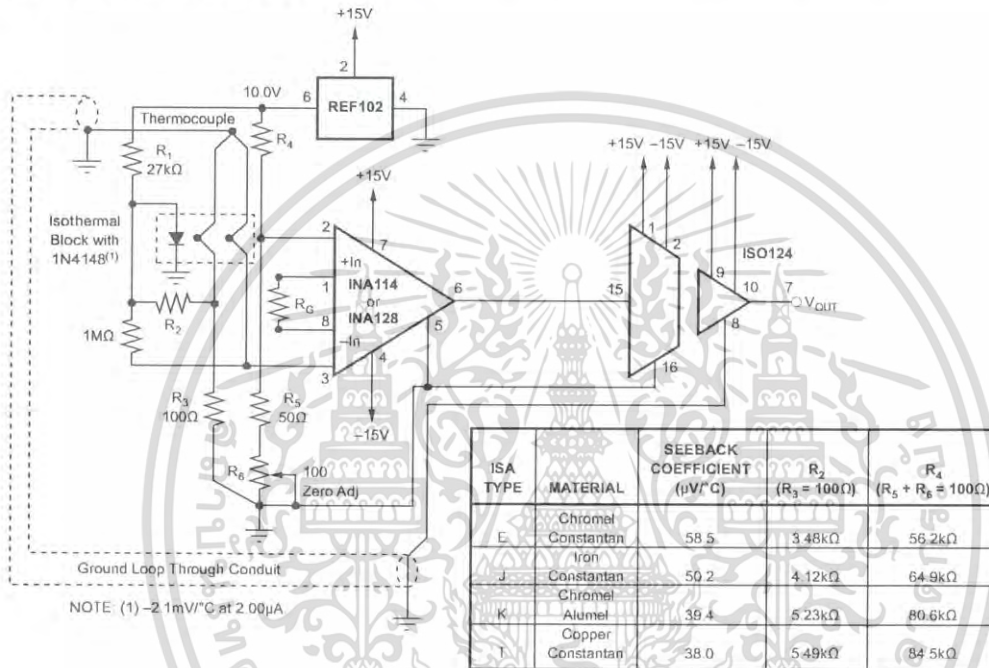 +15V
2
10.0V
6
REF102
4
Thermocouple
R1
27kΩ
R4
+15V
+15V -15V
+15V -15V
Isothermal
Block with
1N4148(1)
2
7
+In
1
INA114
or
INA128
RG
8
-In
3
4
5
6
15
1
2
16
ISO124
9
10
7
8
VOUT
R2
1MΩ
R3
100Ω
R5
50Ω
-15V
R6
100
Zero Adj
Ground Loop Through Conduit
NOTE (1) -2.1mV/°C at 2.00µA
ISA TYPE MATERIAL SEEBACK COEFFICIENT (µV/°C) R2 (R3 = 100Ω) R4 (R5 + R6 = 100Ω)
E Chromel Constantan 58.5 3.48kΩ 56.2kΩ
J Iron Constantan 50.2 4.12kΩ 64.9kΩ
K Chromel Alumel 39.4 5.23kΩ 80.6kΩ
T Copper Constantan 38.0 5.49kΩ 84.5kΩ